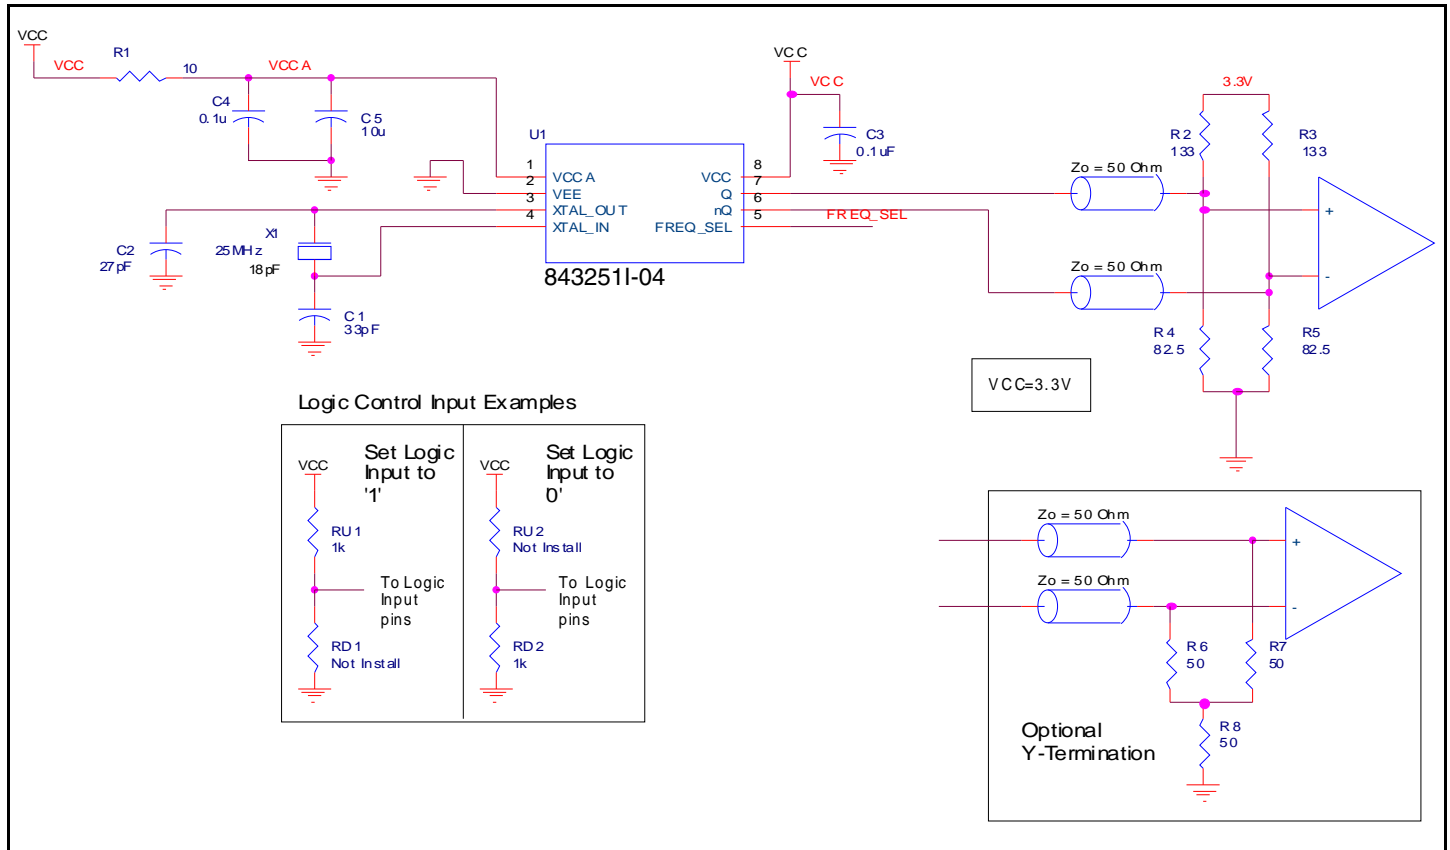 VCC
VCC
R1
10
VCCA
C4
0.1u
C5
10u
VCC
VCC
C3
0.1uF
U1
1
2
3
4
VCCA
VEE
XTAL_OUT
XTAL_IN
VCC
Q
nQ
FREQ_SEL
8
7
6
5
FREQ_SEL
843251I-04
C2
27pF
X1
25MHz
18pF
C1
33pF
3.3V
R2
133
R3
133
Zo = 50 Ohm
Zo = 50 Ohm
+
-
R4
82.5
R5
82.5
VCC=3.3V
Logic Control Input Examples
Set Logic
Input to
'1'
VCC
RU1
1k
To Logic
Input
pins
RD1
Not Install
Set Logic
Input to
'0'
VCC
RU2
Not Install
To Logic
Input
pins
RD2
1k
Zo = 50 Ohm
Zo = 50 Ohm
+
-
R6
50
R7
50
R8
50
Optional
Y-Termination